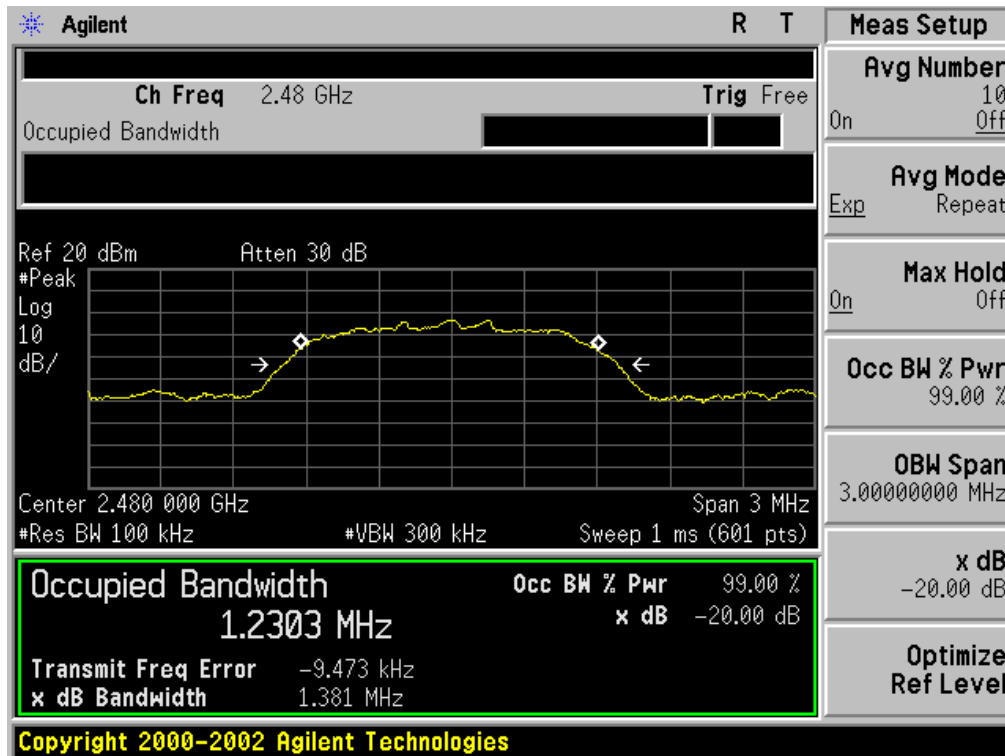 Agilent R T
Ch Freq 2.48 GHz Trig Free
Occupied Bandwidth
Ref 20 dBm Atten 30 dB
#Peak
Log
10
dB/
Center 2.480 000 GHz Span 3 MHz
#Res BW 100 kHz #VBW 300 kHz Sweep 1 ms (601 pts)
Occupied Bandwidth Occ BW % Pwr 99.00 %
1.2303 MHz x dB -20.00 dB
Transmit Freq Error -9.473 kHz
x dB Bandwidth 1.381 MHz
Copyright 2000-2002 Agilent Technologies
Meas Setup
Avg Number
10
On Off
Avg Mode
Exp Repeat
Max Hold
On Off
Occ BW % Pwr
99.00 %
OBW Span
3.00000000 MHz
x dB
-20.00 dB
Optimize
Ref Level